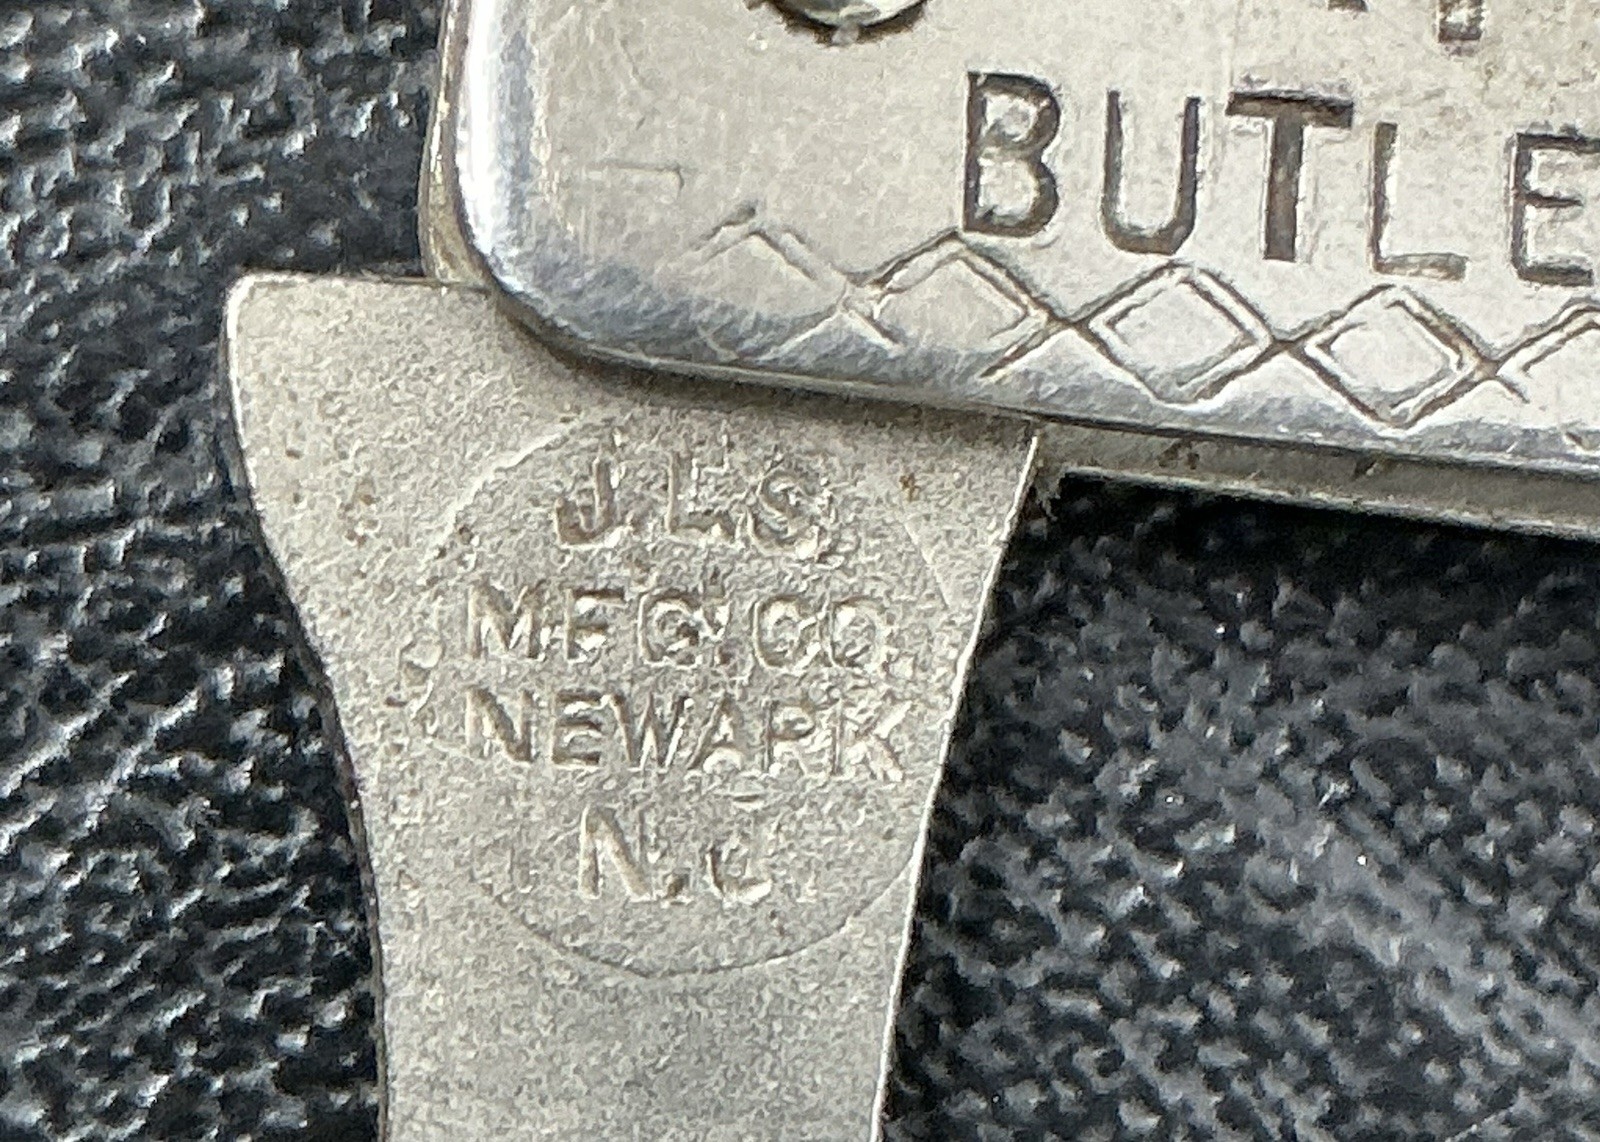 BUTLE
J.L.S.
MFG. CO.
NEWARK
N.J.